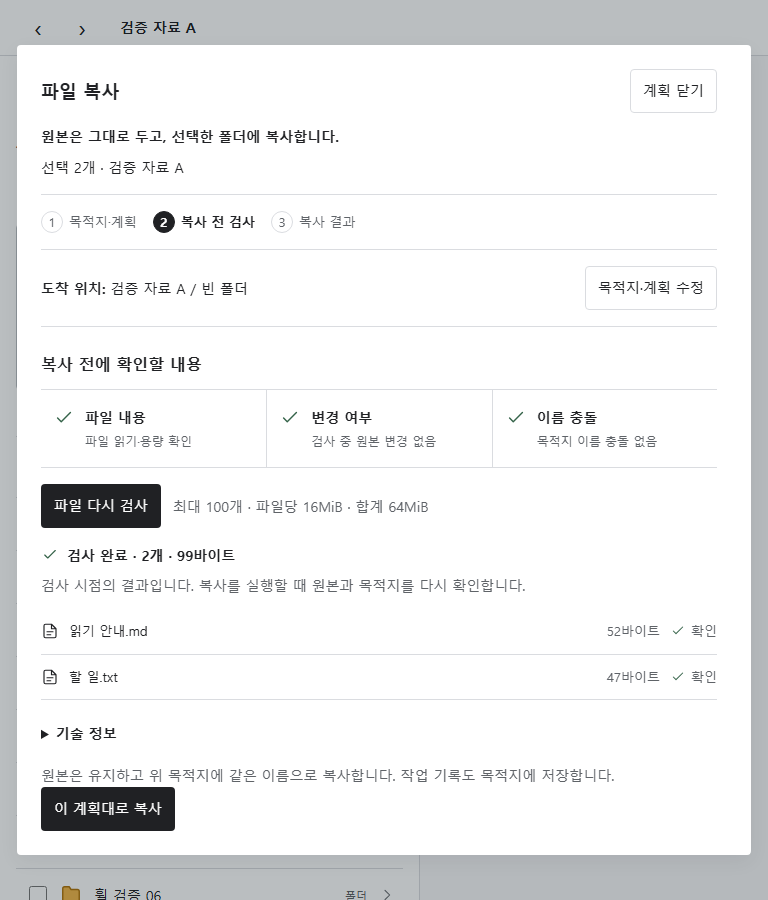 검증 자료 A
파일 복사
계획 닫기
원본은 그대로 두고, 선택한 폴더에 복사합니다.
선택 2개 · 검증 자료 A
1 목적지·계획 2 복사 전 검사 3 복사 결과
도착 위치: 검증 자료 A / 빈 폴더
목적지·계획 수정
복사 전에 확인할 내용
파일 내용
파일 읽기·용량 확인
변경 여부
검사 중 원본 변경 없음
이름 충돌
목적지 이름 충돌 없음
파일 다시 검사
최대 100개 · 파일당 16MiB · 합계 64MiB
검사 완료 · 2개 · 99바이트
검사 시점의 결과입니다. 복사를 실행할 때 원본과 목적지를 다시 확인합니다.
읽기 안내.md 52바이트 확인
할 일.txt 47바이트 확인
기술 정보
원본은 유지하고 위 목적지에 같은 이름으로 복사합니다. 작업 기록도 목적지에 저장합니다.
이 계획대로 복사
휠 검증 06 폴더